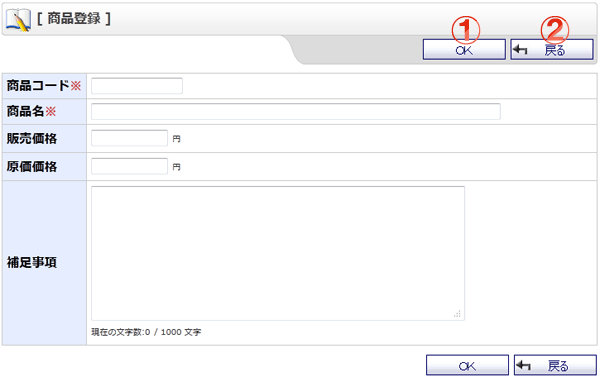 [ 商品登録 ]
① ②
OK 戻る
商品コード※
商品名※
販売価格 円
原価価格 円
補足事項
現在の文字数:0 / 1000 文字
OK 戻る